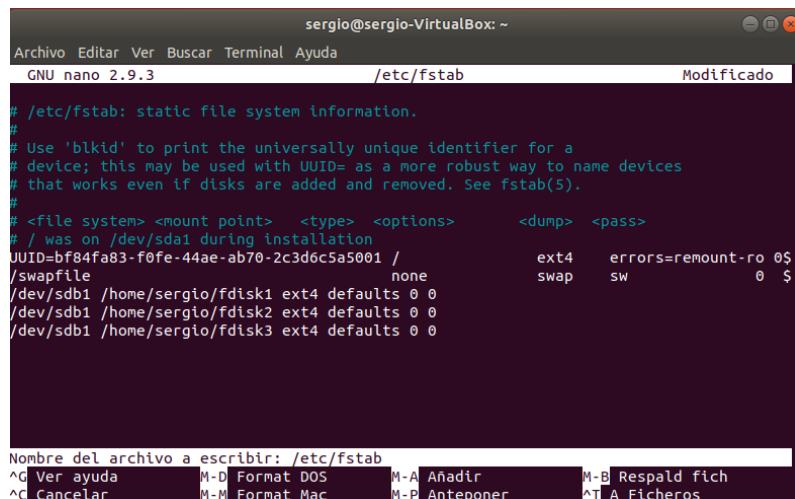 sergio@sergio-VirtualBox: ~
Archivo Editar Ver Buscar Terminal Ayuda
GNU nano 2.9.3 /etc/fstab Modificado
# /etc/fstab: static file system information.
#
# Use 'blkid' to print the universally unique identifier for a
# device; this may be used with UUID= as a more robust way to name devices
# that works even if disks are added and removed. See fstab(5).
#
# <file system> <mount point> <type> <options> <dump> <pass>
# / was on /dev/sda1 during installation
UUID=bf84fa83-f0fe-44ae-ab70-2c3d6c5a5001 / ext4 errors=remount-ro 0$
/swapfile none swap sw 0 $
/dev/sdb1 /home/sergio/fdisk1 ext4 defaults 0 0
/dev/sdb1 /home/sergio/fdisk2 ext4 defaults 0 0
/dev/sdb1 /home/sergio/fdisk3 ext4 defaults 0 0
Nombre del archivo a escribir: /etc/fstab
^G Ver ayuda M-D Format DOS M-A Añadir M-B Respald fich
^C Cancelar M-M Format Mac M-P Anteponer ^T A Ficheros